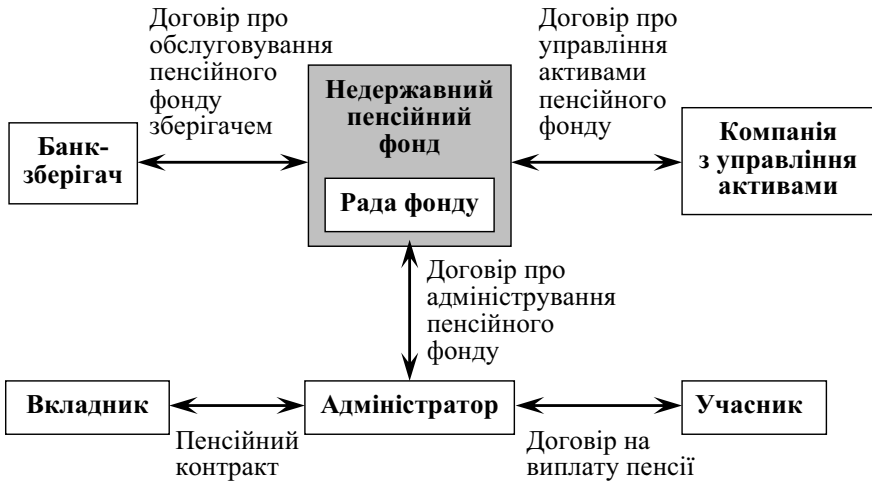 Договір про
обслуговування
пенсійного
фонду
зберігачем
Договір про
управління
активами
пенсійного
фонду
Недержавний
пенсійний
фонд
Рада фонду
Банк-
зберігач
Компанія
з управління
активами
Договір про
адміністрування
пенсійного
фонду
Вкладник
Адміністратор
Учасник
Пенсійний
контракт
Договір на
виплату пенсії